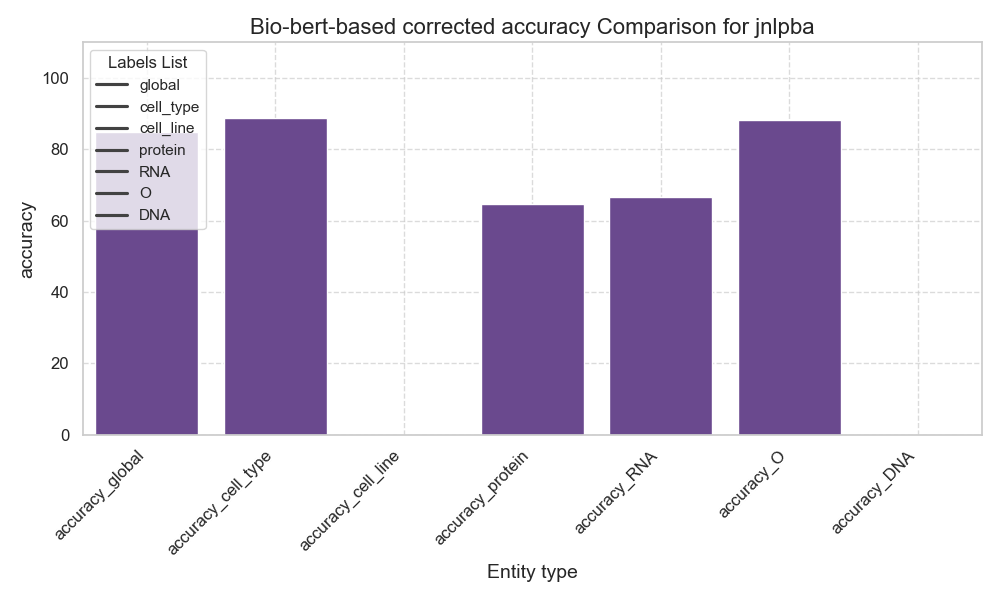 Bio-bert-based corrected accuracy Comparison for jnlpba
Labels List
global
cell_type
cell_line
protein
RNA
O
DNA
accuracy
100
80
60
40
20
0
accuracy_global
accuracy_cell_type
accuracy_cell_line
accuracy_protein
accuracy_RNA
accuracy_O
accuracy_DNA
Entity type